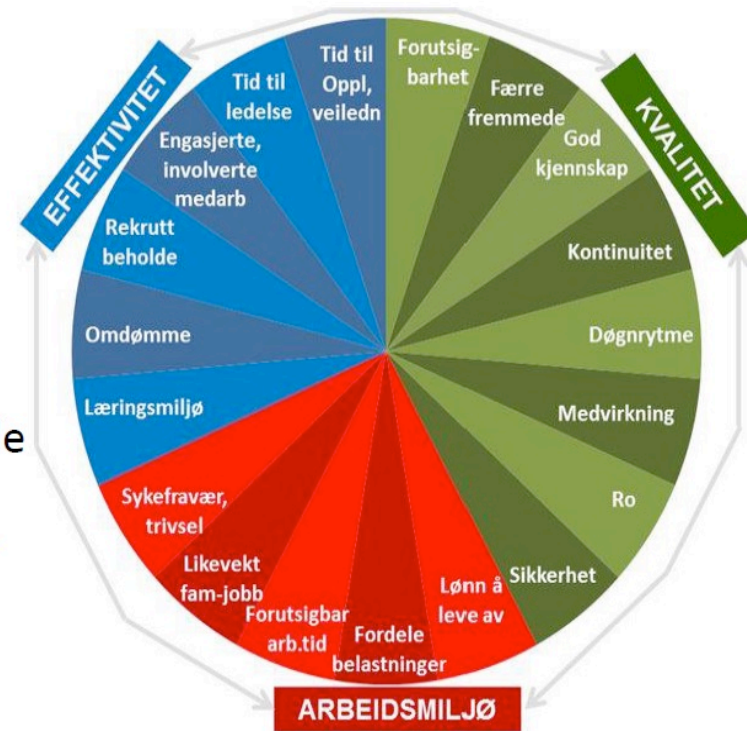 EFFEKTIVITET
KVALITET
Forutsig-
barhet
Færre
fremmede
God
kjennskap
Kontinuitet
Døgnrytme
Medvirkning
Ro
Sikkerhet
Lønn å
leve av
Fordele
belastninger
Forutsigbar
arb.tid
Likevekt
fam-jobb
Sykefravær,
trivsel
Læringsmiljø
Omdømme
Rekrutt
beholde
Engasjerte,
involverte
medarb
Tid til
ledelse
Tid til
Oppl,
veiledn
e
ARBEIDSMILJØ